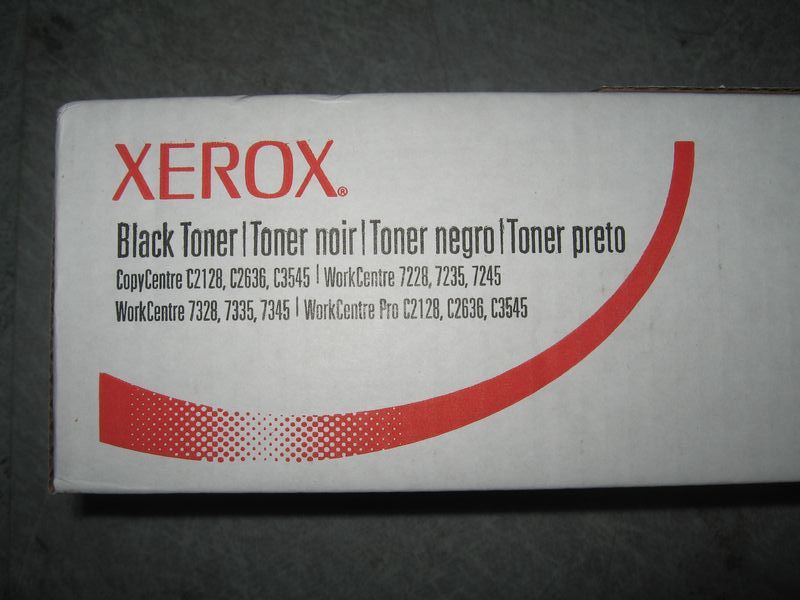 XEROX®
Black Toner | Toner noir | Toner negro | Toner preto
CopyCentre C2128, C2636, C3545 | WorkCentre 7228, 7235, 7245
WorkCentre 7328, 7335, 7345 | WorkCentre Pro C2128, C2636, C3545